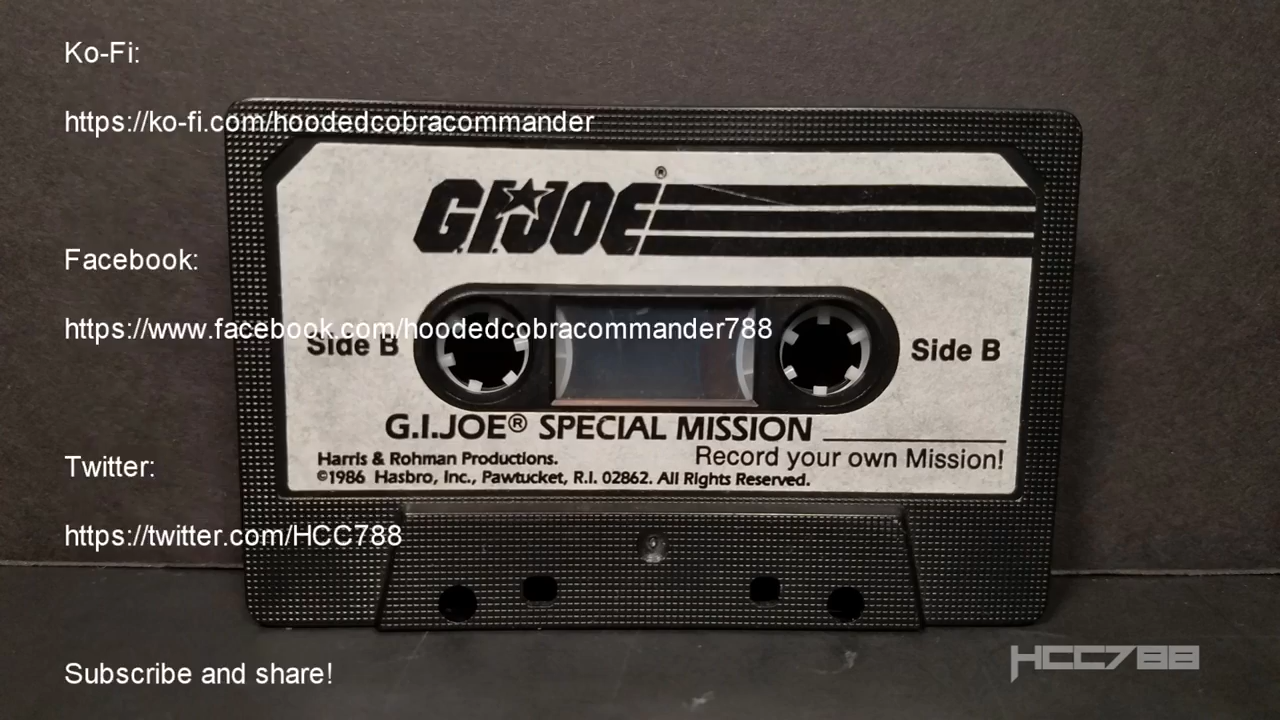 Ko-Fi:
https://ko-fi.com/hoodedcobracommander
G.I.JOE®
Facebook:
https://www.facebook.com/hoodedcobracommander788
Side B
Side B
G.I.JOE® SPECIAL MISSION
Record your own Mission!
Harris & Rohman Productions.
©1986 Hasbro, Inc., Pawtucket, R.I. 02862. All Rights Reserved.
Twitter:
https://twitter.com/HCC788
Subscribe and share!
HCC788